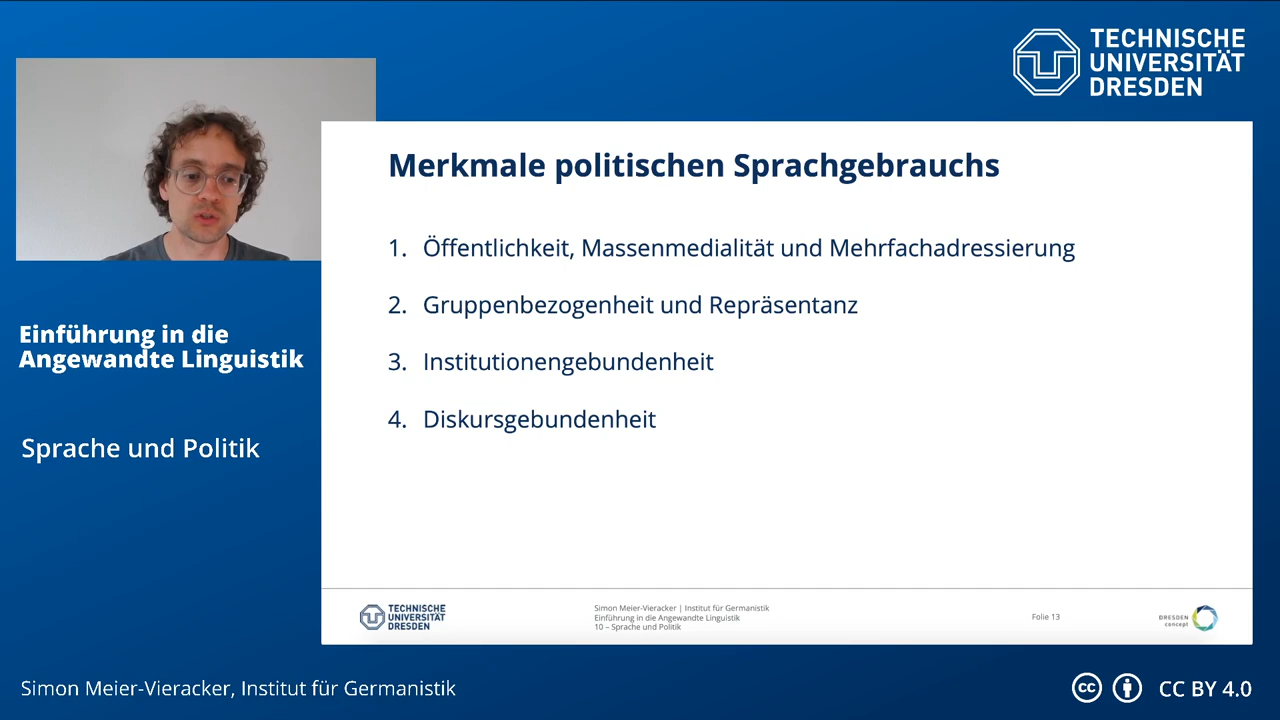 TECHNISCHE
UNIVERSITÄT
DRESDEN
Merkmale politischen Sprachgebrauchs
1. Öffentlichkeit, Massenmedialität und Mehrfachadressierung
2. Gruppenbezogenheit und Repräsentanz
3. Institutionengebundenheit
4. Diskursgebundenheit
Einführung in die
Angewandte Linguistik
Sprache und Politik
TECHNISCHE
UNIVERSITÄT
DRESDEN
Simon Meier-Vieracker | Institut für Germanistik
Einführung in die Angewandte Linguistik
10 – Sprache und Politik
Folie 13
DRESDEN
concept
Simon Meier-Vieracker, Institut für Germanistik
cc
CC BY 4.0